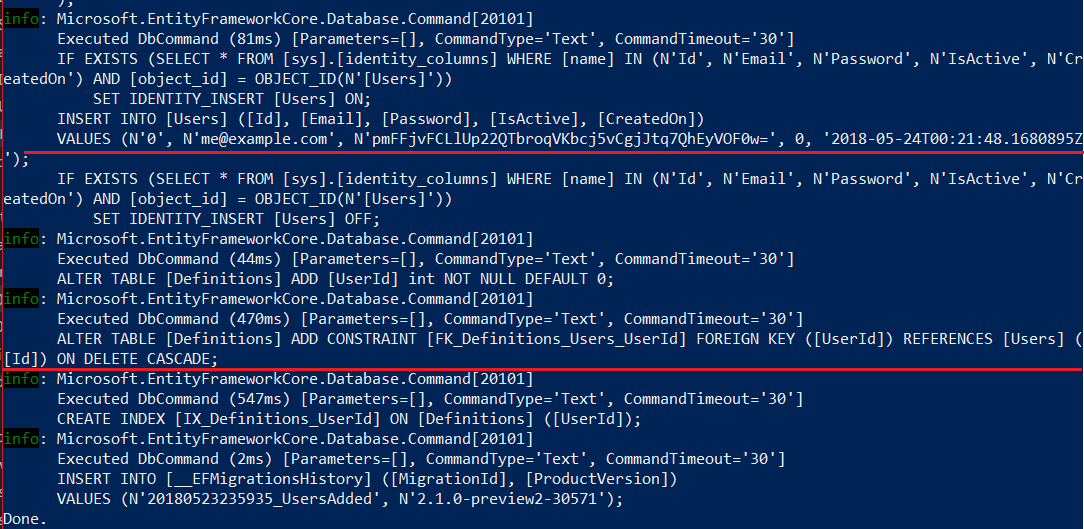 );
info: Microsoft.EntityFrameworkCore.Database.Command[20101]
Executed DbCommand (81ms) [Parameters=[], CommandType='Text', CommandTimeout='30']
IF EXISTS (SELECT * FROM [sys].[identity_columns] WHERE [name] IN (N'Id', N'Email', N'Password', N'IsActive', N'Cr
eatedOn') AND [object_id] = OBJECT_ID(N'[Users]'))
SET IDENTITY_INSERT [Users] ON;
INSERT INTO [Users] ([Id], [Email], [Password], [IsActive], [CreatedOn])
VALUES (N'0', N'me@example.com', N'pmFFjvFCLlUp22QTbroqVKbcj5vCgjJtq7QhEyVOF0w=', 0, '2018-05-24T00:21:48.1680895Z
');
IF EXISTS (SELECT * FROM [sys].[identity_columns] WHERE [name] IN (N'Id', N'Email', N'Password', N'IsActive', N'Cr
eatedOn') AND [object_id] = OBJECT_ID(N'[Users]'))
SET IDENTITY_INSERT [Users] OFF;
info: Microsoft.EntityFrameworkCore.Database.Command[20101]
Executed DbCommand (44ms) [Parameters=[], CommandType='Text', CommandTimeout='30']
ALTER TABLE [Definitions] ADD [UserId] int NOT NULL DEFAULT 0;
info: Microsoft.EntityFrameworkCore.Database.Command[20101]
Executed DbCommand (470ms) [Parameters=[], CommandType='Text', CommandTimeout='30']
ALTER TABLE [Definitions] ADD CONSTRAINT [FK_Definitions_Users_UserId] FOREIGN KEY ([UserId]) REFERENCES [Users] (
[Id]) ON DELETE CASCADE;
info: Microsoft.EntityFrameworkCore.Database.Command[20101]
Executed DbCommand (547ms) [Parameters=[], CommandType='Text', CommandTimeout='30']
CREATE INDEX [IX_Definitions_UserId] ON [Definitions] ([UserId]);
info: Microsoft.EntityFrameworkCore.Database.Command[20101]
Executed DbCommand (2ms) [Parameters=[], CommandType='Text', CommandTimeout='30']
INSERT INTO [__EFMigrationsHistory] ([MigrationId], [ProductVersion])
VALUES (N'20180523235935_UsersAdded', N'2.1.0-preview2-30571');
Done.